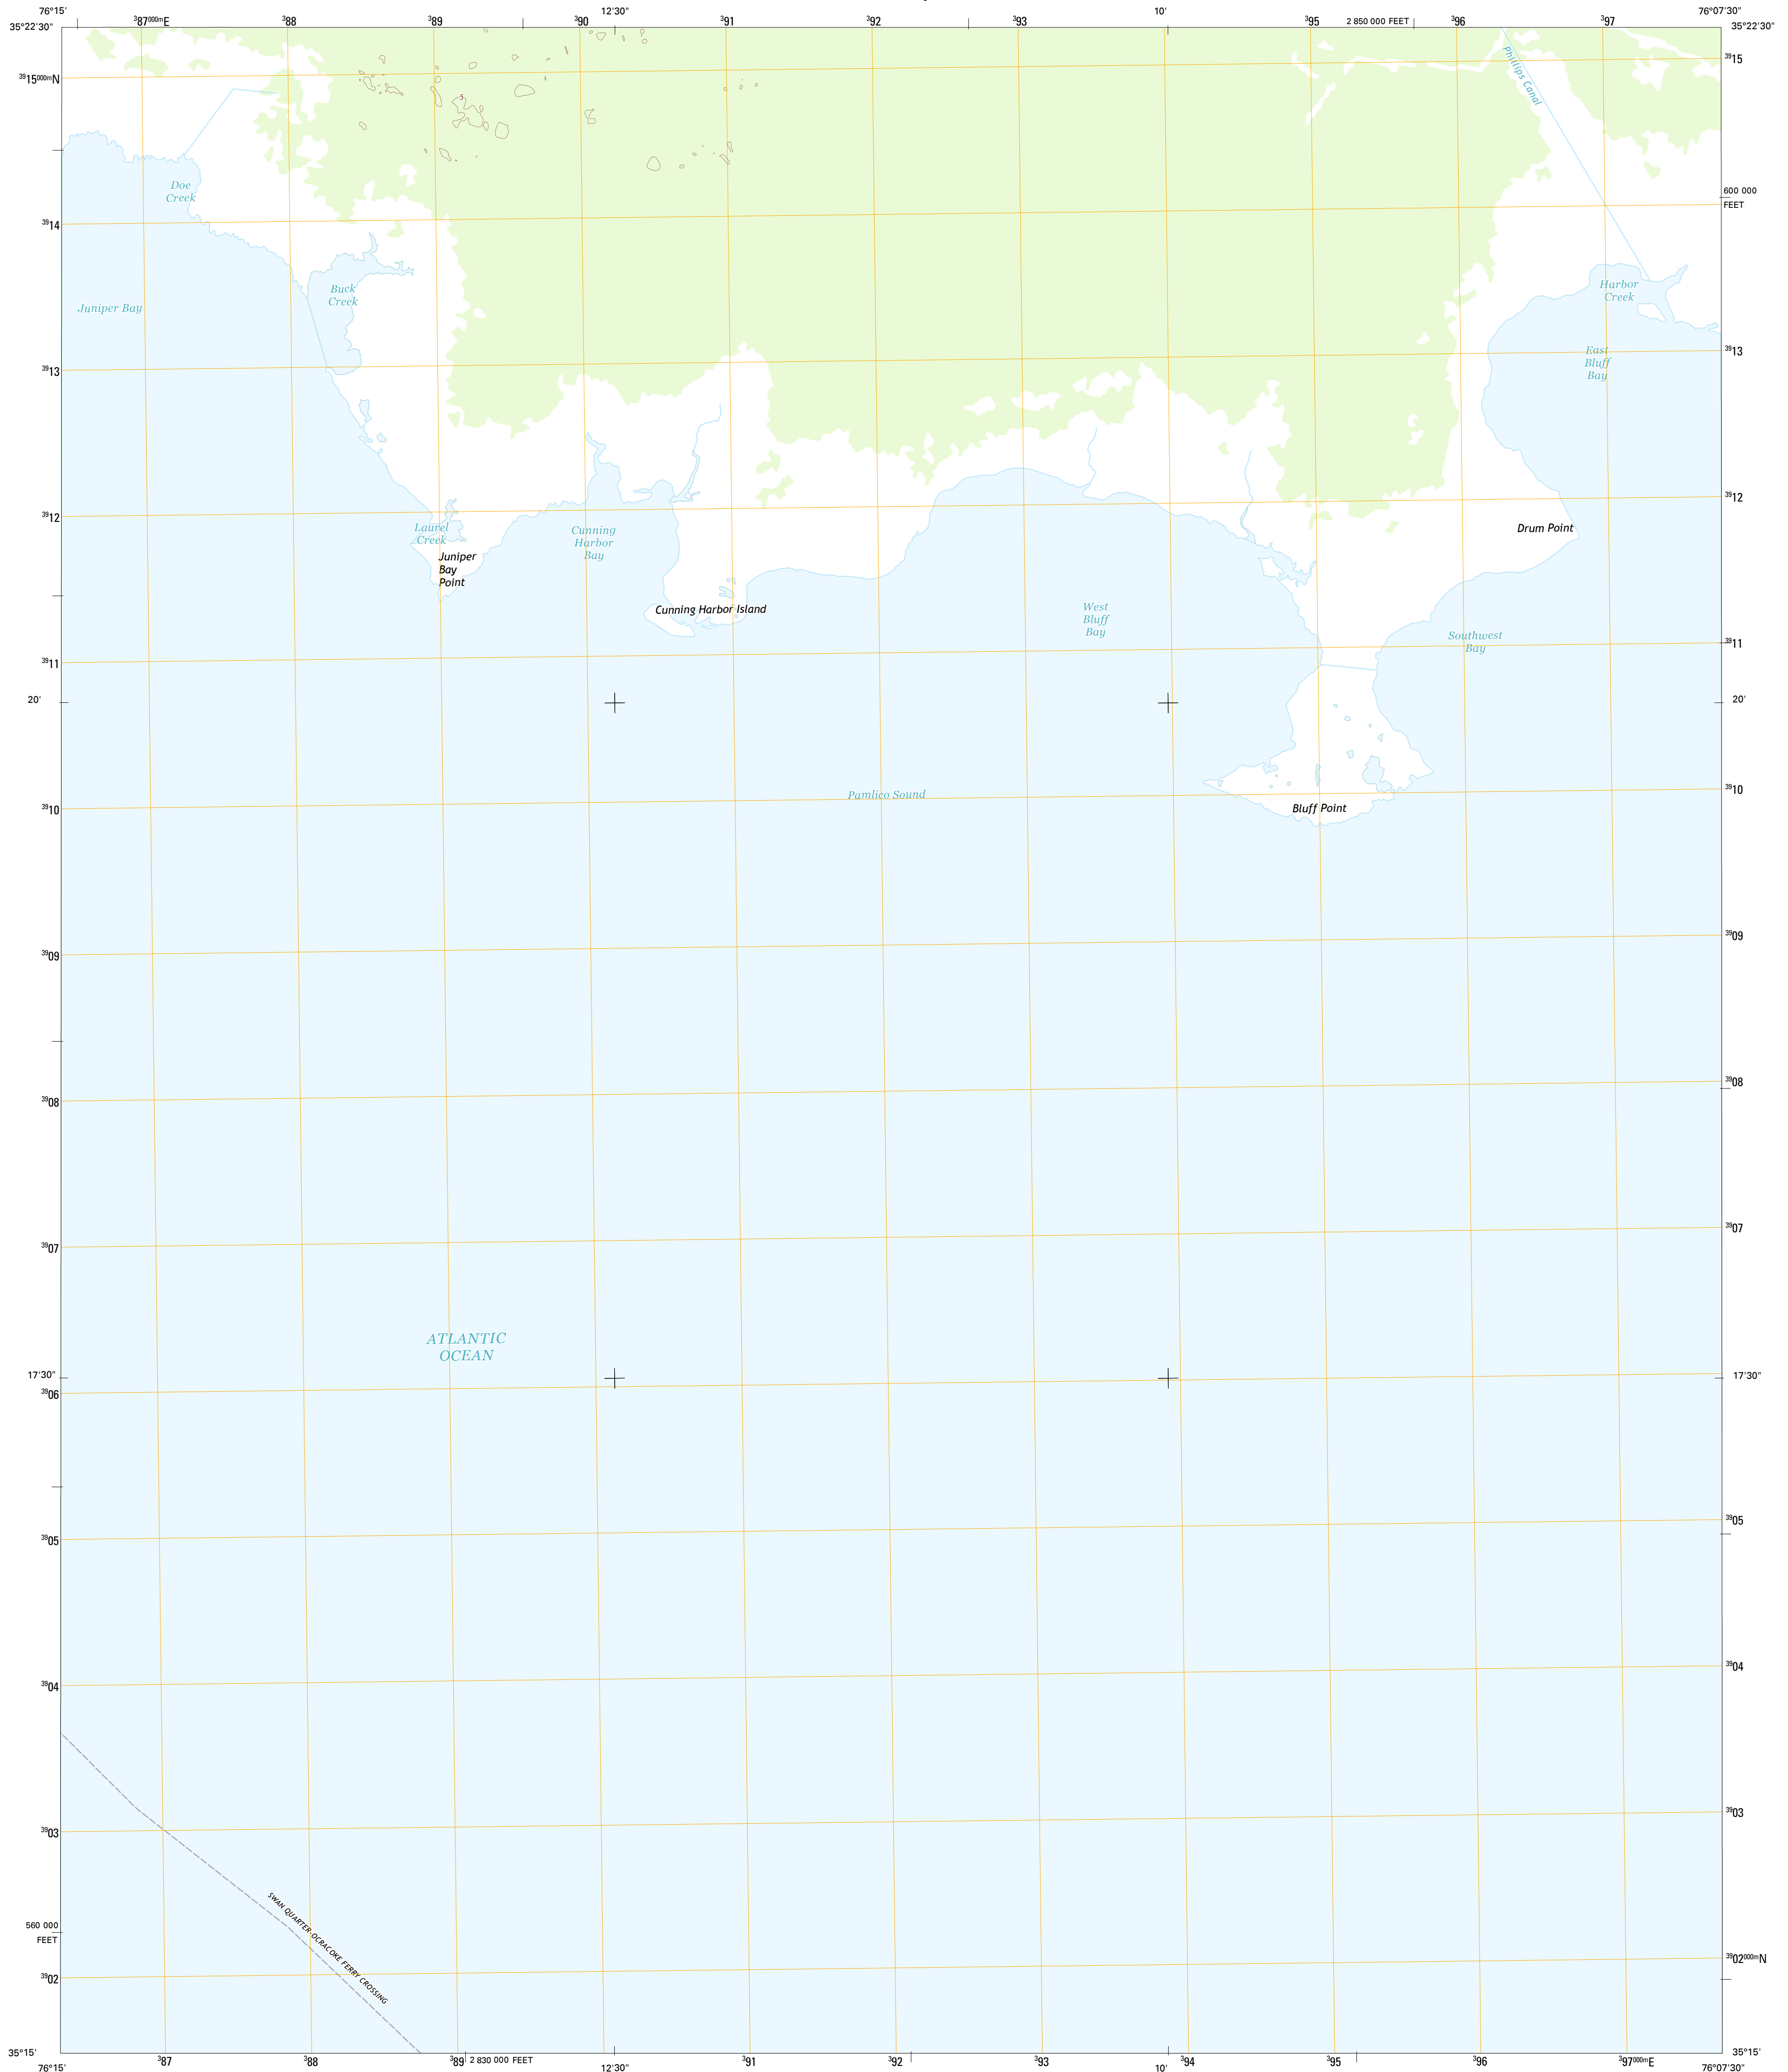 76°15'
³87⁰⁰⁰ᵐE
³88
³89
³90
12'30"
³91
³92
³93
10'
³95
2 850 000 FEET
³96
³97
76°07'30"
35°22'30"
35°22'30"
³⁹15⁰⁰⁰ᵐN
³⁹15
5
Phillips Canal
Doe
Creek
600 000
FEET
³⁹14
Juniper Bay
Buck
Creek
Harbor
Creek
East
Bluff
Bay
³⁹13
³⁹13
³⁹12
³⁹12
Laurel
Creek
Juniper
Bay
Point
Cunning
Harbor
Bay
Drum Point
Cunning Harbor Island
West
Bluff
Bay
Southwest
Bay
³⁹11
³⁹11
20'
20'
Pamlico Sound
Bluff Point
³⁹10
³⁹10
³⁹09
³⁹09
³⁹08
³⁹08
³⁹07
³⁹07
ATLANTIC
OCEAN
17'30"
17'30"
³⁹06
³⁹05
³⁹05
³⁹04
³⁹04
³⁹03
³⁹03
SWAN QUARTER-OCRACOKE FERRY CROSSING
560 000
FEET
³⁹02
³⁹02⁰⁰⁰ᵐN
35°15'
35°15'
76°15'
³87
³88
³89
2 830 000 FEET
12'30"
³91
³92
³93
10'
³94
³95
³96
³97⁰⁰⁰ᵐE
76°07'30"